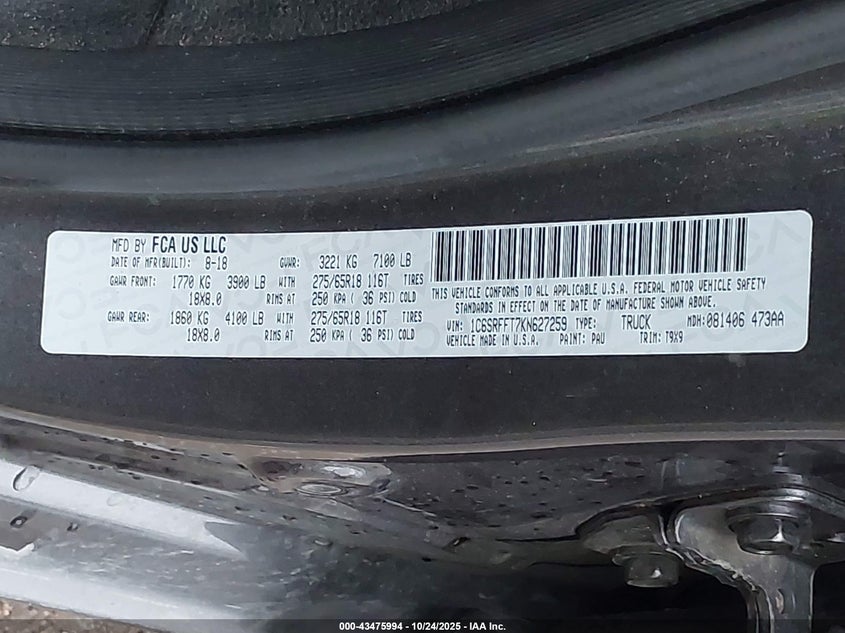 MFD BY FCA US LLC
DATE OF MFR(BUILT): 8-18 GVWR: 3221 KG 7100 LB
GAWR FRONT: 1770 KG 3900 LB WITH 275/65R18 116T TIRES
18X8.0 RIMS AT 250 KPA ( 36 PSI) COLD
GAWR REAR: 1860 KG 4100 LB WITH 275/65R18 116T TIRES
18X8.0 RIMS AT 250 KPA ( 36 PSI) COLD
THIS VEHICLE CONFORMS TO ALL APPLICABLE U.S.A. FEDERAL MOTOR VEHICLE SAFETY
STANDARDS IN EFFECT ON THE DATE OF MANUFACTURE SHOWN ABOVE.
VIN: 1C6SRFFT7KN627259 TYPE: TRUCK MDH: 081406 473AA
VEHICLE MADE IN U.S.A. PAINT: PAU TRIM: T9X9
000-43475994 | 10/24/2025 - IAA Inc.